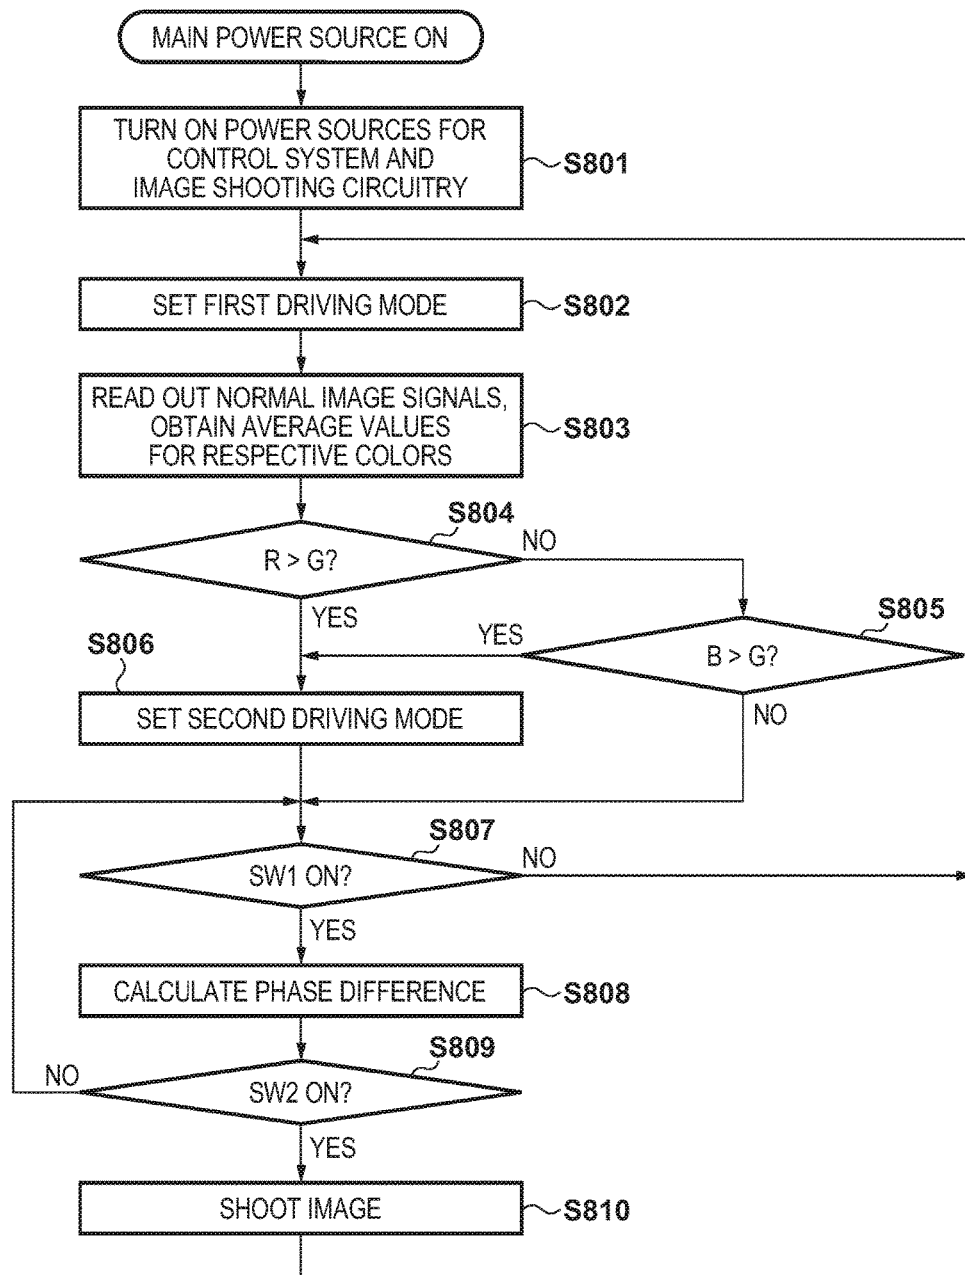 MAIN POWER SOURCE ON
TURN ON POWER SOURCES FOR
CONTROL SYSTEM AND
IMAGE SHOOTING CIRCUITRY
S801
SET FIRST DRIVING MODE
S802
READ OUT NORMAL IMAGE SIGNALS,
OBTAIN AVERAGE VALUES
FOR RESPECTIVE COLORS
S803
S804
R > G?
NO
YES
S805
B > G?
YES
NO
S806
SET SECOND DRIVING MODE
S807
SW1 ON?
NO
YES
CALCULATE PHASE DIFFERENCE
S808
S809
SW2 ON?
NO
YES
SHOOT IMAGE
S810